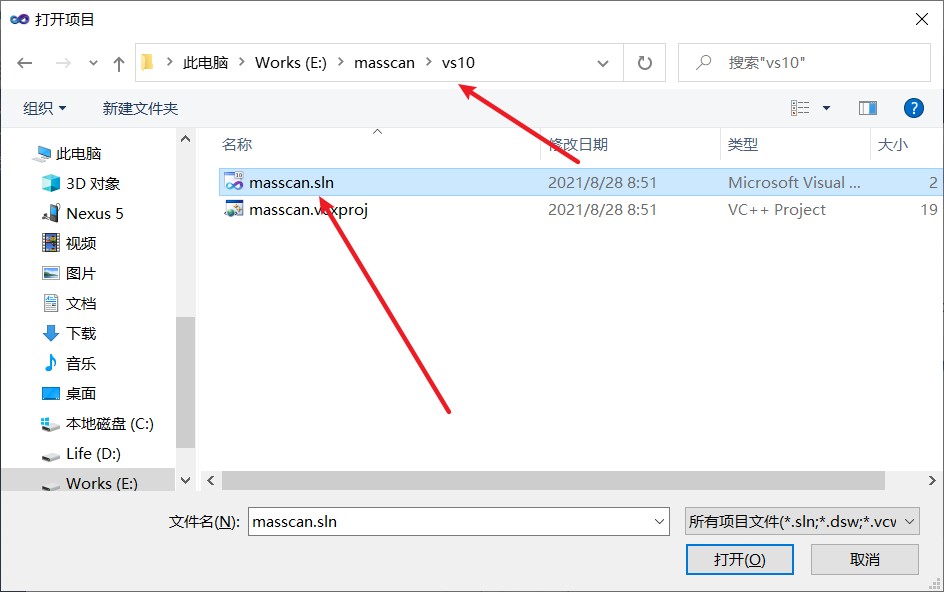 打开项目
此电脑 Works (E:) masscan vs10
搜索"vs10"
组织 新建文件夹
名称 修改日期 类型 大小
masscan.sln 2021/8/28 8:51 Microsoft Visual ... 2
masscan.vcxproj 2021/8/28 8:51 VC++ Project 19
此电脑
3D 对象
Nexus 5
视频
图片
文档
下载
音乐
桌面
本地磁盘 (C:)
Life (D:)
Works (E:)
文件名(N): masscan.sln 所有项目文件(*.sln;*.dsw;*.vcw
打开(O) 取消